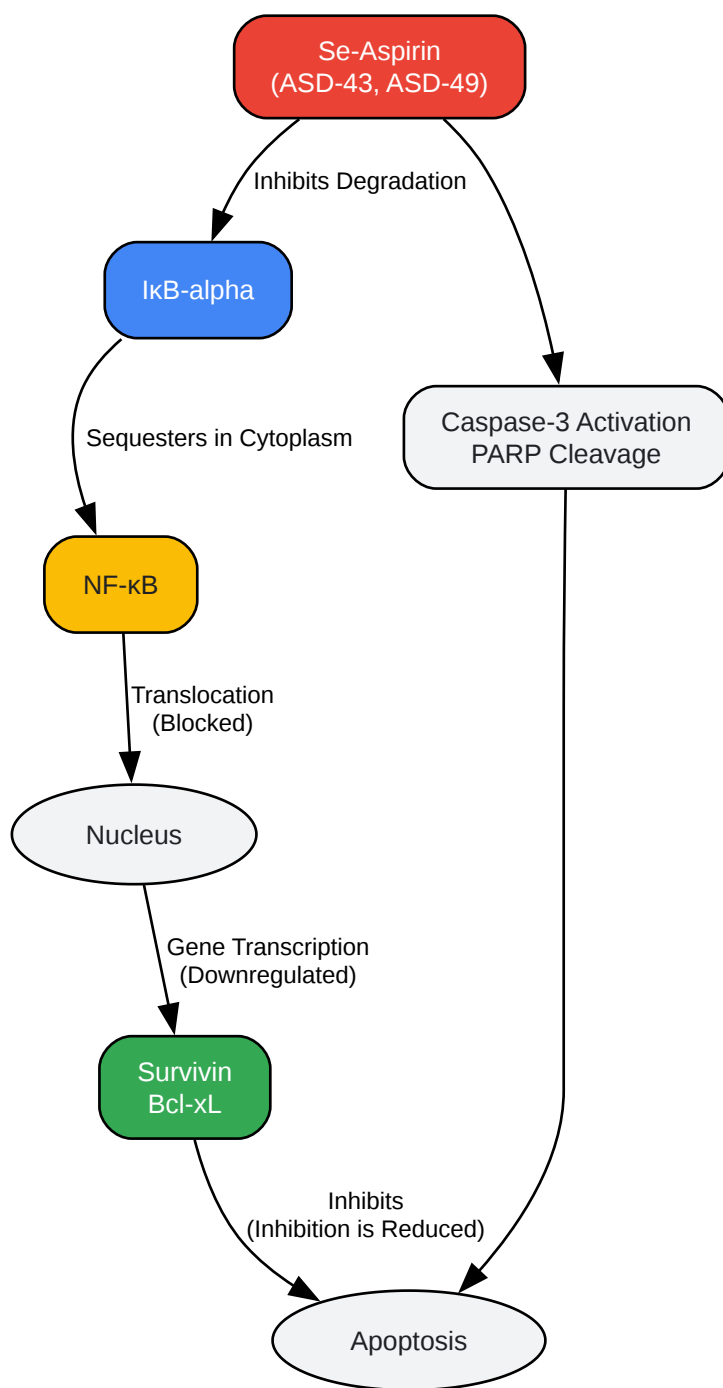 Se-Aspirin
(ASD-43, ASD-49)
Inhibits Degradation
IκB-alpha
Sequesters in Cytoplasm
Caspase-3 Activation
PARP Cleavage
NF-κB
Translocation
(Blocked)
Nucleus
Gene Transcription
(Downregulated)
Survivin
Bcl-xL
Inhibits
(Inhibition is Reduced)
Apoptosis